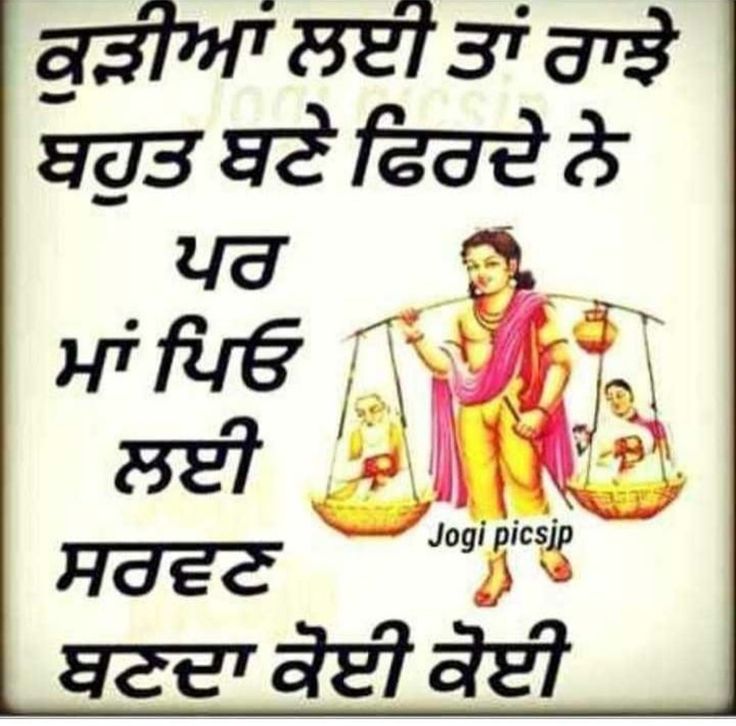 ਕੁੜੀਆਂ ਲਈ ਤਾਂ ਰਾਝੇ
ਬਹੁਤ ਬਣੇ ਫਿਰਦੇ ਨੇ
ਪਰ
ਮਾਂ ਪਿਓ
ਲਈ
ਸਰਵਣ
ਬਣਦਾ ਕੋਈ ਕੋਈ
Jogi picsjp